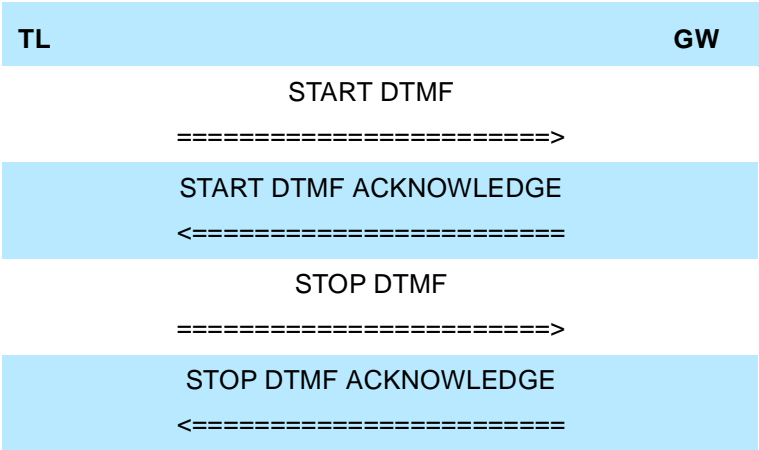 TL GW
START DTMF
========================>
START DTMF ACKNOWLEDGE
<========================
STOP DTMF
========================>
STOP DTMF ACKNOWLEDGE
<========================